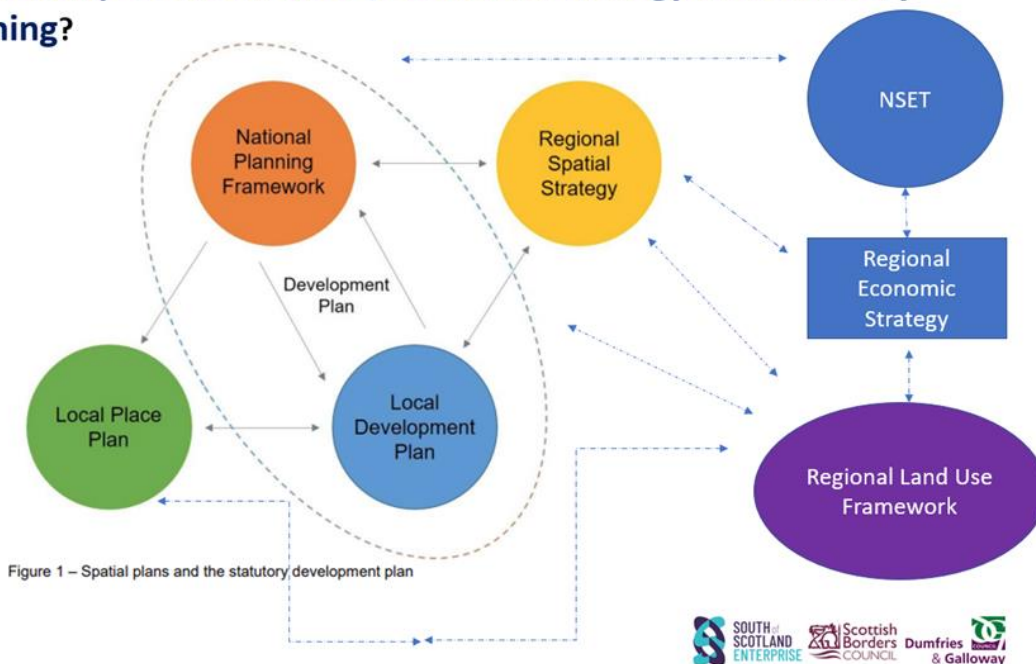 ning?
National
Planning
Framework
Regional
Spatial
Strategy
NSET
Development
Plan
Regional
Economic
Strategy
Local Place
Plan
Local
Development
Plan
Regional Land Use
Framework
Figure 1 – Spatial plans and the statutory development plan
SOUTH of
SCOTLAND
ENTERPRISE
Scottish
Borders
COUNCIL
Dumfries
& Galloway
COUNCIL